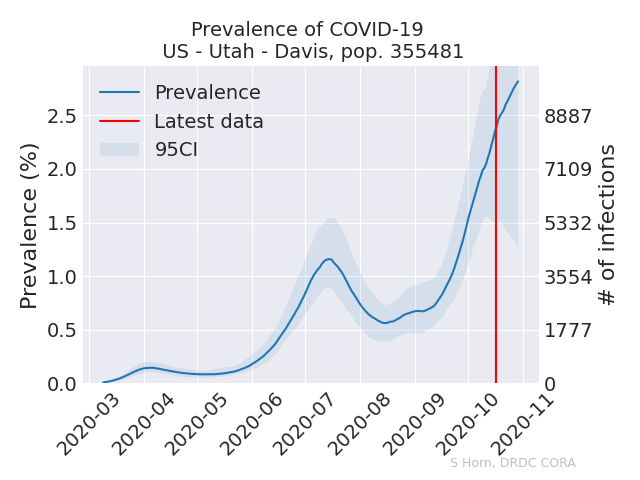 Prevalence of COVID-19
US - Utah - Davis, pop. 355481
Prevalence
Latest data
95CI
Prevalence (%)
2.5
2.0
1.5
1.0
0.5
0.0
8887
7109
5332
3554
1777
0
# of infections
2020-03
2020-04
2020-05
2020-06
2020-07
2020-08
2020-09
2020-10
2020-11
S Horn, DRDC CORA